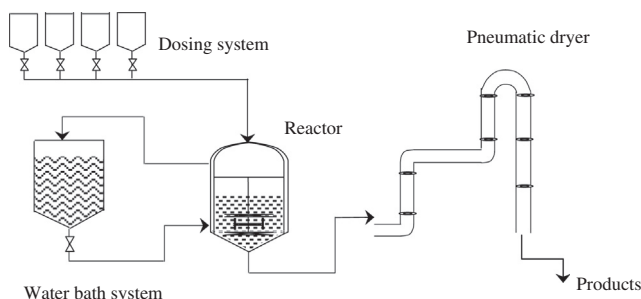 Dosing system
Pneumatic dryer
Reactor
Water bath system
Products